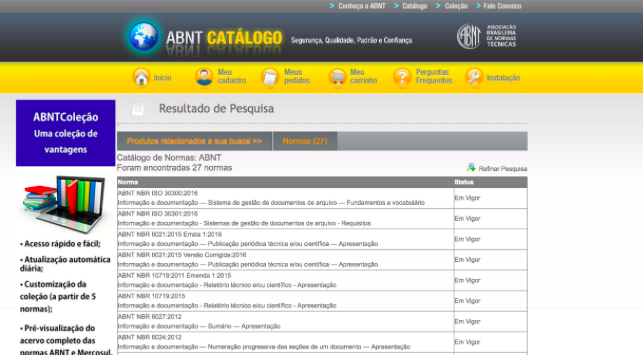 Conheça a ABNT Catálogo Coleção Fale Conosco
ABNT CATÁLOGO
Segurança, Qualidade, Padrão e Confiança
ABNT
ASSOCIAÇÃO
BRASILEIRA
DE NORMAS
TÉCNICAS
Início
Meu
cadastro
Meus
pedidos
Meu
carrinho
Perguntas
Frequentes
Instalação
ABNTColeção
Uma coleção de
vantagens
• Acesso rápido e fácil;
• Atualização automática
diária;
• Customização da
coleção (a partir de 5
normas);
• Pré-visualização do
acervo completo das
normas ABNT e Mercosul.
Resultado de Pesquisa
Produtos relacionados a sua busca >> Normas (27)
Catálogo de Normas: ABNT
Foram encontradas 27 normas
Refinar Pesquisa
Norma Status
ABNT NBR ISO 30300:2016
Informação e documentação — Sistema de gestão de documentos de arquivo — Fundamentos e vocabulário
Em Vigor
ABNT NBR ISO 30301:2016
Informação e documentação - Sistemas de gestão de documentos de arquivo - Requisitos
Em Vigor
ABNT NBR 6021:2015 Errata 1:2016
Informação e documentação — Publicação periódica técnica e/ou científica — Apresentação
Em Vigor
ABNT NBR 6021:2015 Versão Corrigida:2016
Informação e documentação — Publicação periódica técnica e/ou científica — Apresentação
Em Vigor
ABNT NBR 10719:2011 Emenda 1:2015
Informação e documentação - Relatório técnico e/ou científico - Apresentação
Em Vigor
ABNT NBR 10719:2015
Informação e documentação - Relatório técnico e/ou científico - Apresentação
Em Vigor
ABNT NBR 6027:2012
Informação e documentação — Sumário — Apresentação
Em Vigor
ABNT NBR 6024:2012
Informação e documentação — Numeração progressiva das seções de um documento — Apresentação
Em Vigor